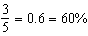 3/5 = 0.6 = 60%